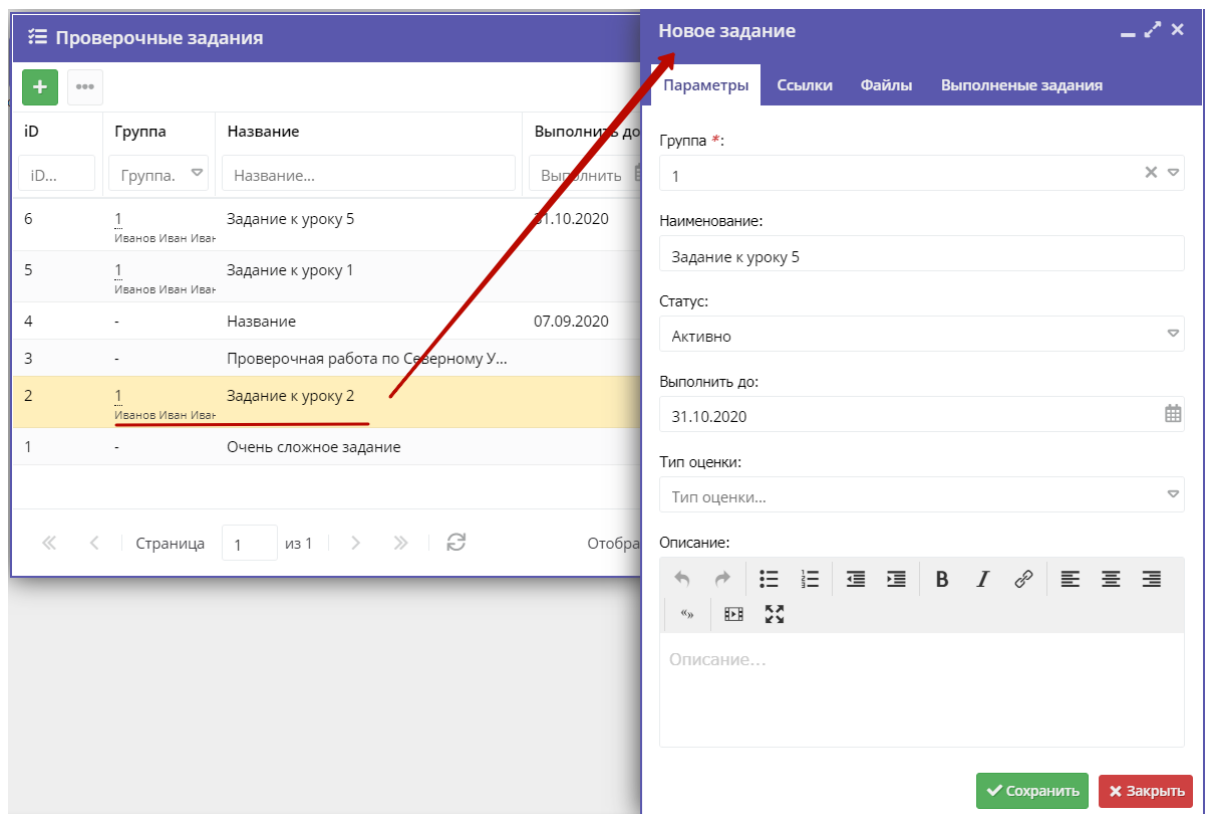 Проверочные задания
iD Группа Название Выполнить до
iD... Группа. Название... Выполнить
6 1 Задание к уроку 5 31.10.2020
Иванов Иван Иван
5 1 Задание к уроку 1
Иванов Иван Иван
4 - Название 07.09.2020
3 - Проверочная работа по Северному У...
2 1 Задание к уроку 2
Иванов Иван Иван
1 - Очень сложное задание
Страница 1 из 1 Отобра
Новое задание
Параметры Ссылки Файлы Выполненые задания
Группа *:
1
Наименование:
Задание к уроку 5
Статус:
Активно
Выполнить до:
31.10.2020
Тип оценки:
Тип оценки...
Описание:
B I
Описание...
Сохранить Закрыть